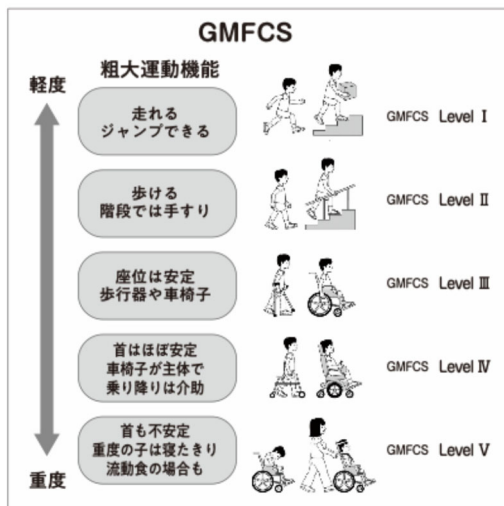 GMFCS
粗大運動機能
軽度
走れる
ジャンプできる
GMFCS Level Ⅰ
歩ける
階段では手すり
GMFCS Level Ⅱ
座位は安定
歩行器や車椅子
GMFCS Level Ⅲ
首はほぼ安定
車椅子が主体で
乗り降りは介助
GMFCS Level Ⅳ
首も不安定
重度の子は寝たきり
流動食の場合も
GMFCS Level Ⅴ
重度